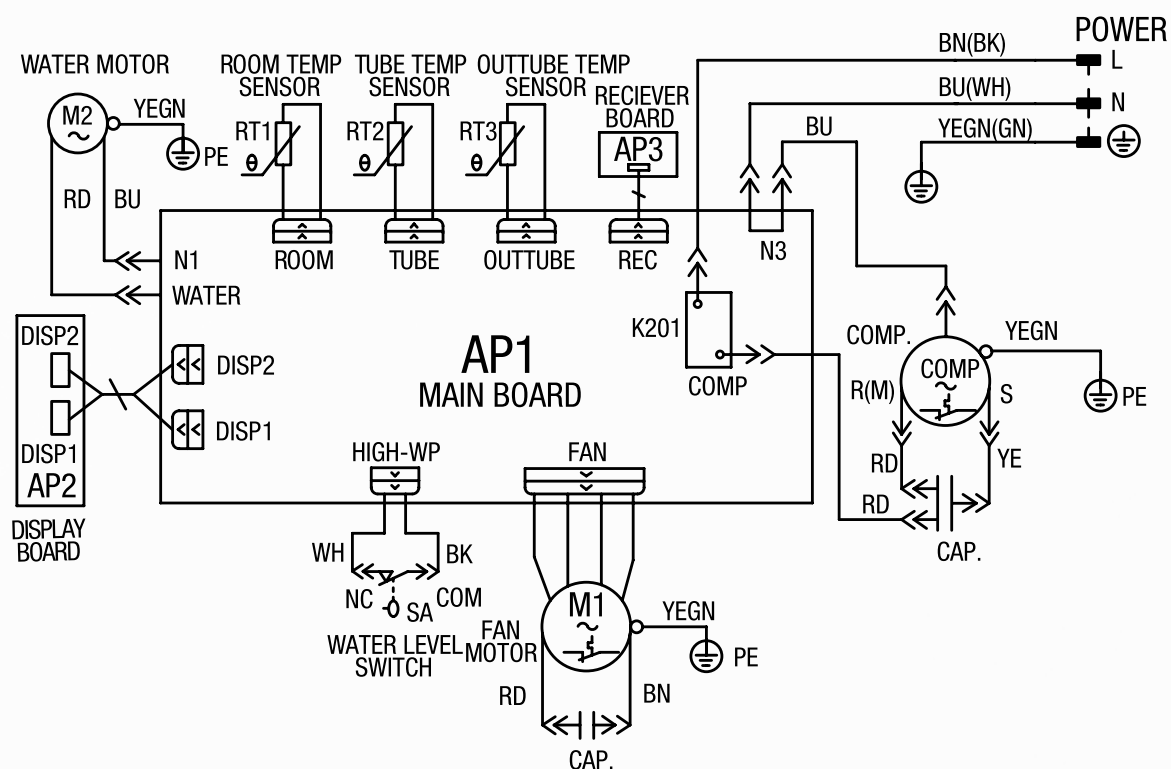 POWER
BN(BK)
L
BU(WH)
N
YEGN(GN)
WATER MOTOR
M2
YEGN
PE
RD
BU
ROOM TEMP
SENSOR
RT1
θ
TUBE TEMP
SENSOR
RT2
θ
OUTTUBE TEMP
SENSOR
RT3
θ
RECIEVER
BOARD
AP3
BU
N1
WATER
ROOM
TUBE
OUTTUBE
REC
N3
K201
COMP
AP1
MAIN BOARD
DISP2
DISP1
AP2
DISPLAY
BOARD
DISP2
DISP1
COMP.
COMP
YEGN
PE
R(M)
S
RD
YE
RD
CAP.
HIGH-WP
FAN
WH
BK
NC
COM
SA
WATER LEVEL
SWITCH
FAN
MOTOR
M1
YEGN
PE
RD
BN
CAP.